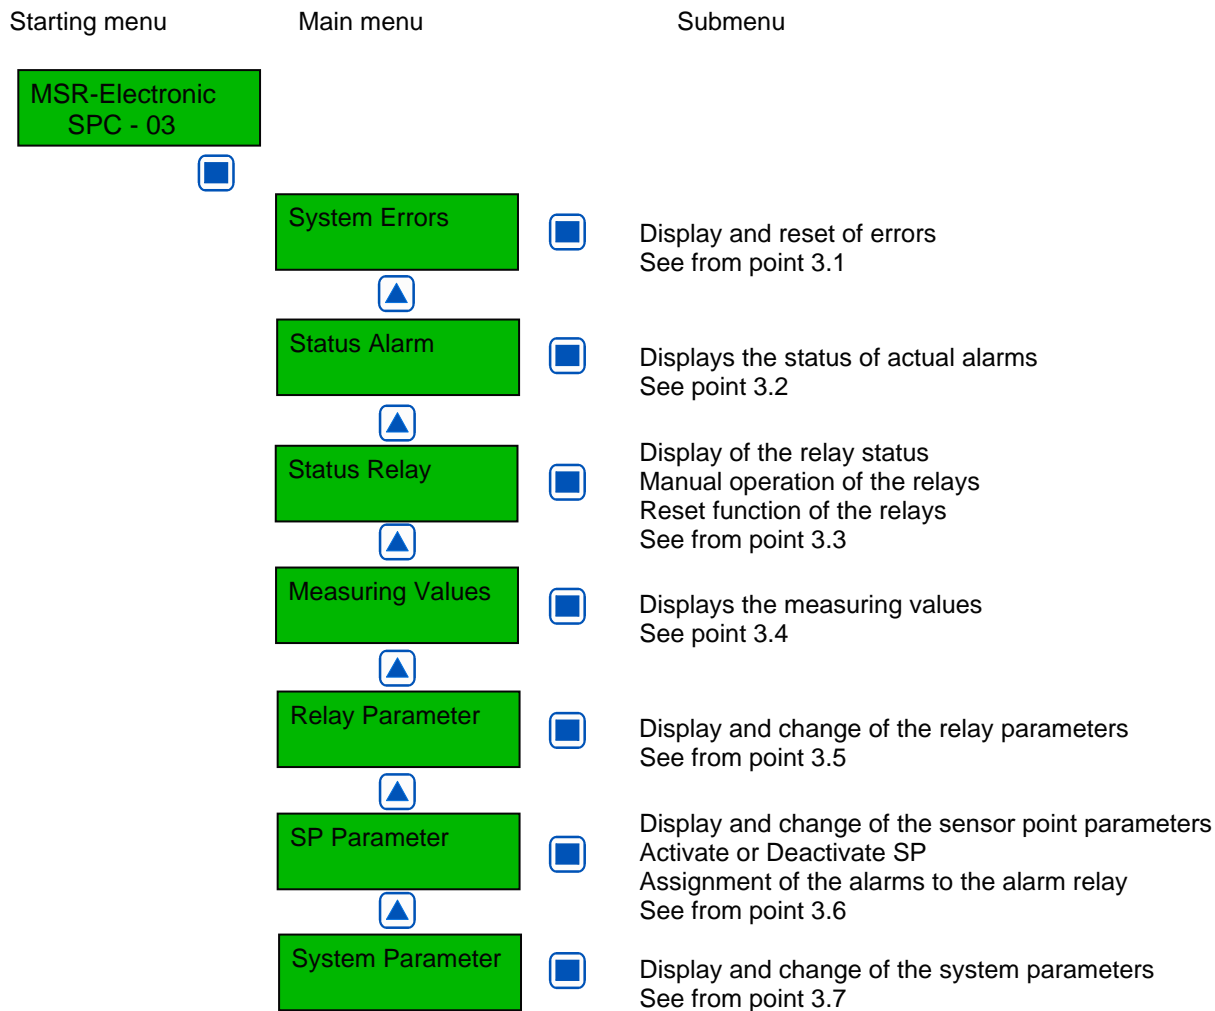 Starting menu
Main menu
Submenu
MSR-Electronic
SPC - 03
System Errors
Display and reset of errors
See from point 3.1
Status Alarm
Displays the status of actual alarms
See point 3.2
Status Relay
Display of the relay status
Manual operation of the relays
Reset function of the relays
See from point 3.3
Measuring Values
Displays the measuring values
See point 3.4
Relay Parameter
Display and change of the relay parameters
See from point 3.5
SP Parameter
Display and change of the sensor point parameters
Activate or Deactivate SP
Assignment of the alarms to the alarm relay
See from point 3.6
System Parameter
Display and change of the system parameters
See from point 3.7